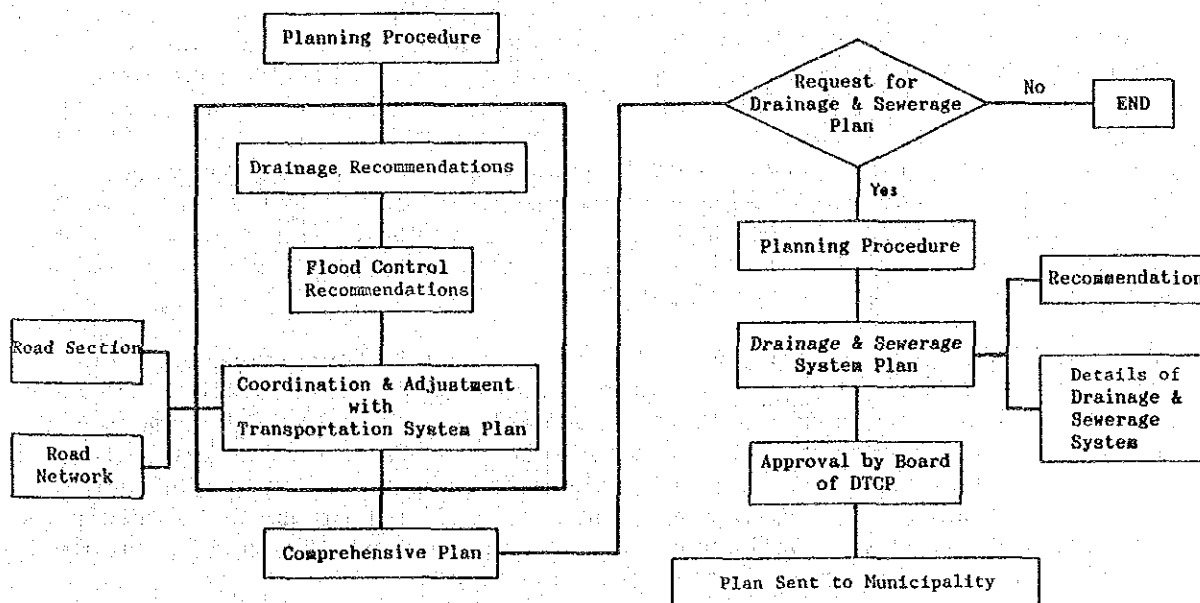 Planning Procedure
Drainage Recommendations
Flood Control
Recommendations
Road Section
Road
Network
Coordination & Adjustment
with
Transportation System Plan
Comprehensive Plan
Request for
Drainage & Sewerage
Plan
No
END
Yes
Planning Procedure
Drainage & Sewerage
System Plan
Recommendation
Details of
Drainage &
Sewerage
System
Approval by Board
of DTCP
Plan Sent to Municipality